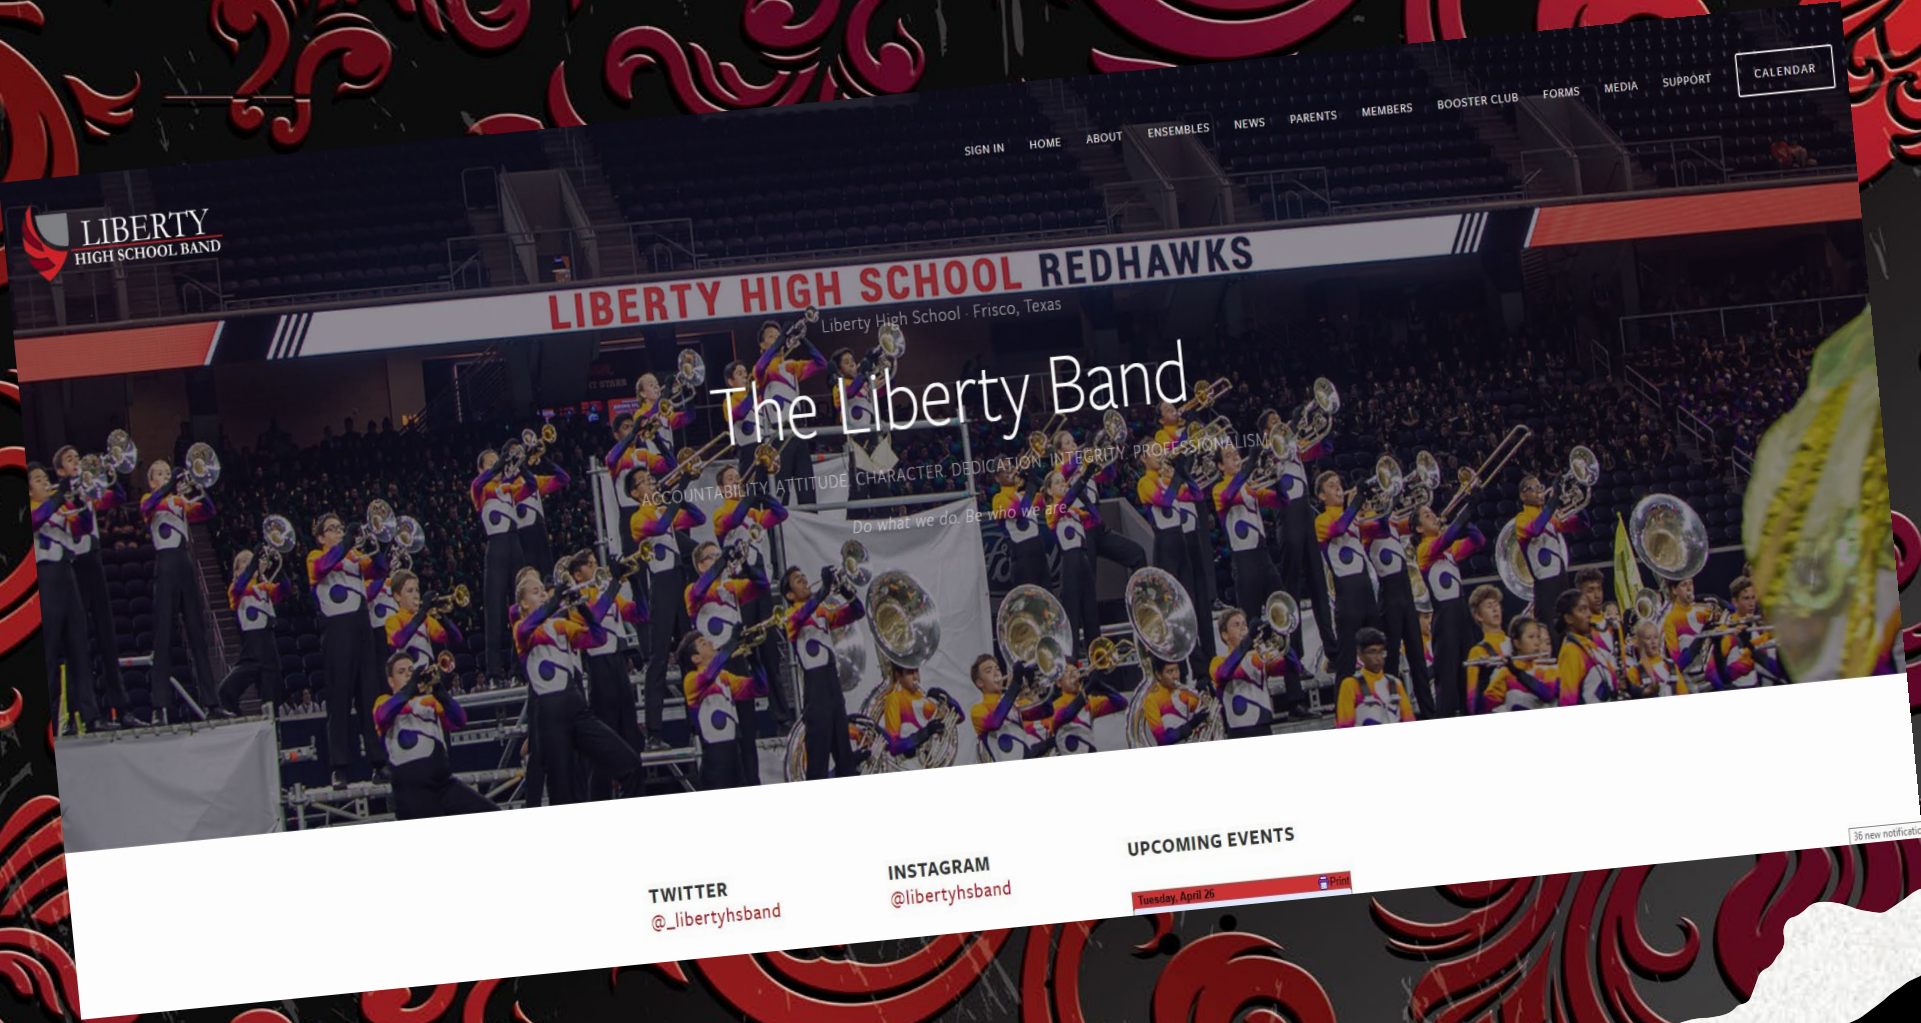 SIGN IN HOME ABOUT ENSEMBLES NEWS PARENTS MEMBERS BOOSTER CLUB FORMS MEDIA SUPPORT CALENDAR
LIBERTY
HIGH SCHOOL BAND
LIBERTY HIGH SCHOOL REDHAWKS
Liberty High School · Frisco, Texas
The Liberty Band
ACCOUNTABILITY ATTITUDE CHARACTER DEDICATION INTEGRITY PROFESSIONALISM
Do what we do. Be who we are.
TWITTER
@_libertyhsband
INSTAGRAM
@libertyhsband
UPCOMING EVENTS
Tuesday, April 26 Print
36 new